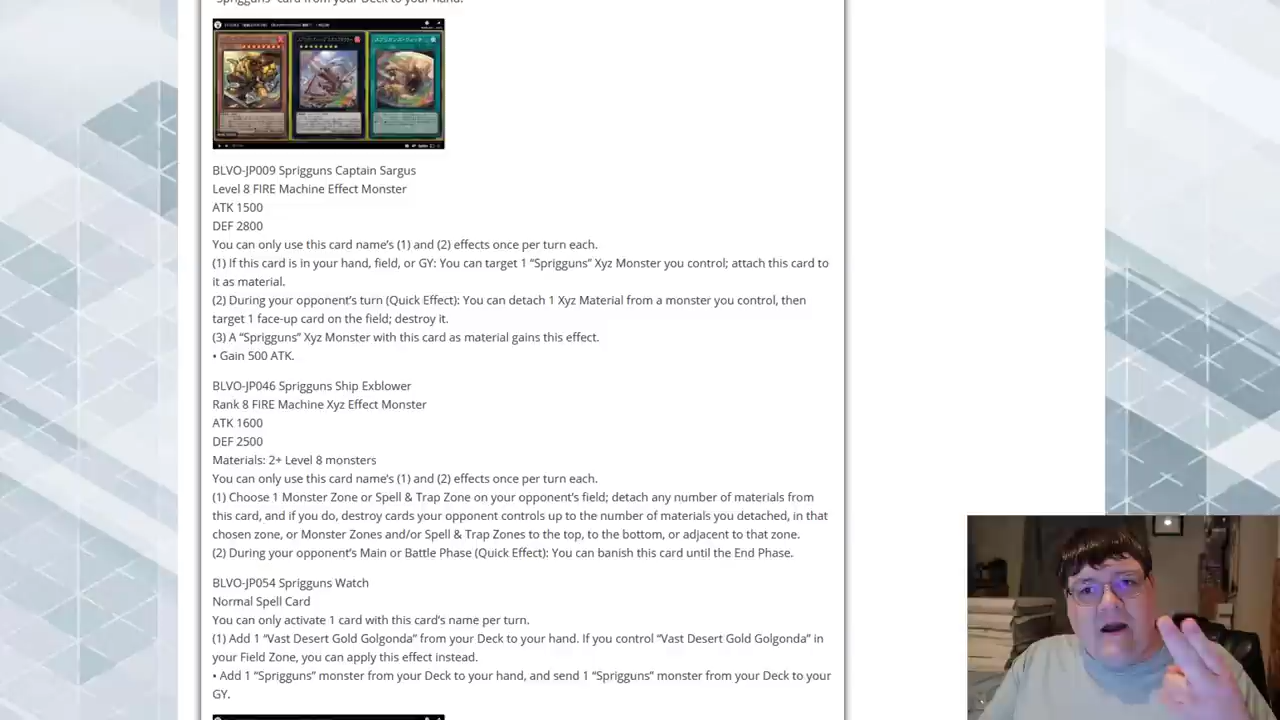 "Sprigguns" card from your Deck to your hand.
BLVO-JP009 Sprigguns Captain Sargus
Level 8 FIRE Machine Effect Monster
ATK 1500
DEF 2800
You can only use this card name's (1) and (2) effects once per turn each.
(1) If this card is in your hand, field, or GY: You can target 1 “Sprigguns” Xyz Monster you control; attach this card to
it as material.
(2) During your opponent's turn (Quick Effect): You can detach 1 Xyz Material from a monster you control, then
target 1 face-up card on the field; destroy it.
(3) A “Sprigguns” Xyz Monster with this card as material gains this effect.
• Gain 500 ATK.
BLVO-JP046 Sprigguns Ship Exblower
Rank 8 FIRE Machine Xyz Effect Monster
ATK 1600
DEF 2500
Materials: 2+ Level 8 monsters
You can only use this card name's (1) and (2) effects once per turn each.
(1) Choose 1 Monster Zone or Spell & Trap Zone on your opponent's field; detach any number of materials from
this card, and if you do, destroy cards your opponent controls up to the number of materials you detached, in that
chosen zone, or Monster Zones and/or Spell & Trap Zones to the top, to the bottom, or adjacent to that zone.
(2) During your opponent's Main or Battle Phase (Quick Effect): You can banish this card until the End Phase.
BLVO-JP054 Sprigguns Watch
Normal Spell Card
You can only activate 1 card with this card's name per turn.
(1) Add 1 “Vast Desert Gold Golgonda” from your Deck to your hand. If you control “Vast Desert Gold Golgonda” in
your Field Zone, you can apply this effect instead.
• Add 1 “Sprigguns” monster from your Deck to your hand, and send 1 “Sprigguns” monster from your Deck to your
GY.